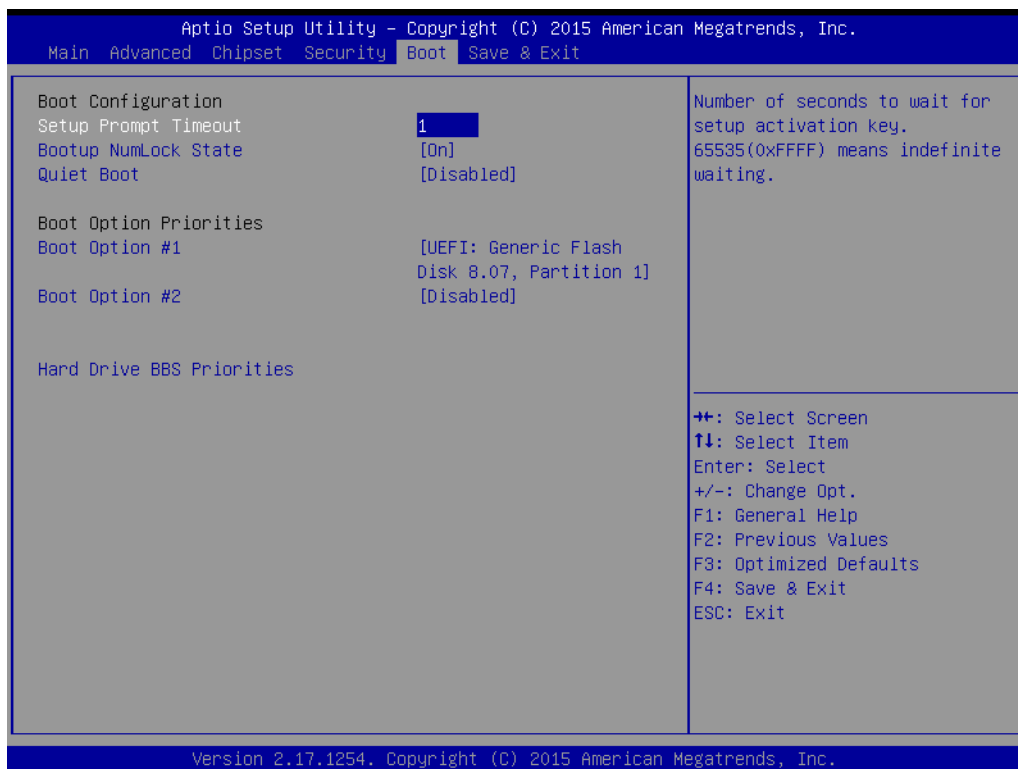 Aptio Setup Utility – Copyright (C) 2015 American Megatrends, Inc.
Main Advanced Chipset Security Boot Save & Exit
Boot Configuration
Setup Prompt Timeout 1
Bootup NumLock State [On]
Quiet Boot [Disabled]
Boot Option Priorities
Boot Option #1 [UEFI: Generic Flash
Disk 8.07, Partition 1]
Boot Option #2 [Disabled]
Hard Drive BBS Priorities
Number of seconds to wait for
setup activation key.
65535(0xFFFF) means indefinite
waiting.
→←: Select Screen
↑↓: Select Item
Enter: Select
+/-: Change Opt.
F1: General Help
F2: Previous Values
F3: Optimized Defaults
F4: Save & Exit
ESC: Exit
Version 2.17.1254. Copyright (C) 2015 American Megatrends, Inc.